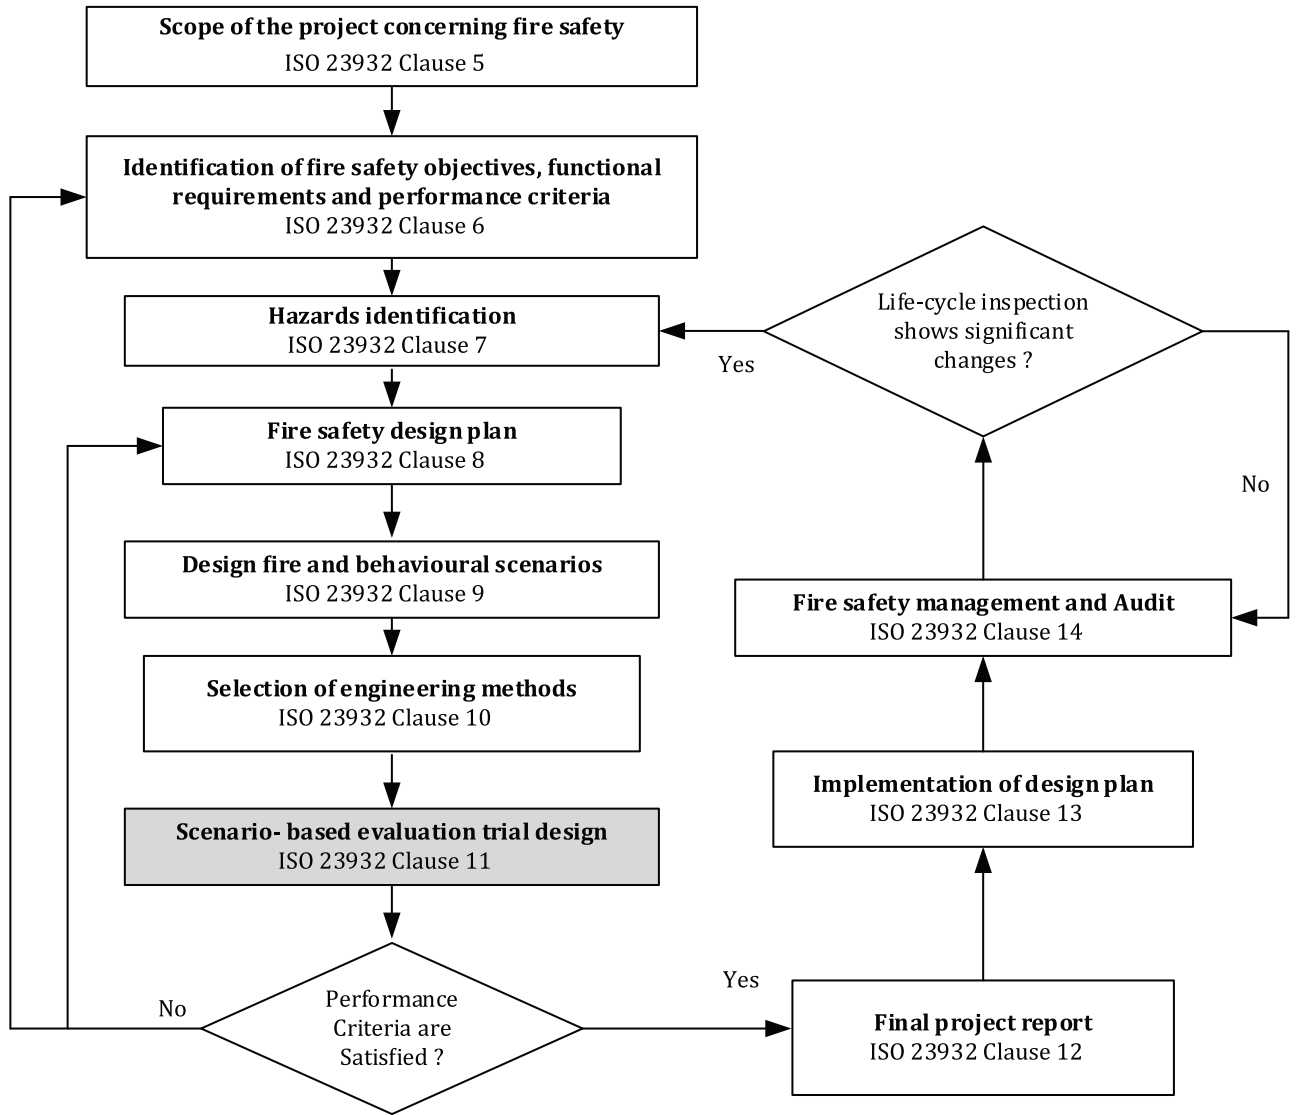 Scope of the project concerning fire safety
ISO 23932 Clause 5
Identification of fire safety objectives, functional
requirements and performance criteria
ISO 23932 Clause 6
Hazards identification
ISO 23932 Clause 7
Fire safety design plan
ISO 23932 Clause 8
Design fire and behavioural scenarios
ISO 23932 Clause 9
Selection of engineering methods
ISO 23932 Clause 10
Scenario- based evaluation trial design
ISO 23932 Clause 11
Performance
Criteria are
Satisfied ?
No
Yes
Final project report
ISO 23932 Clause 12
Implementation of design plan
ISO 23932 Clause 13
Fire safety management and Audit
ISO 23932 Clause 14
Life-cycle inspection
shows significant
changes ?
Yes
No